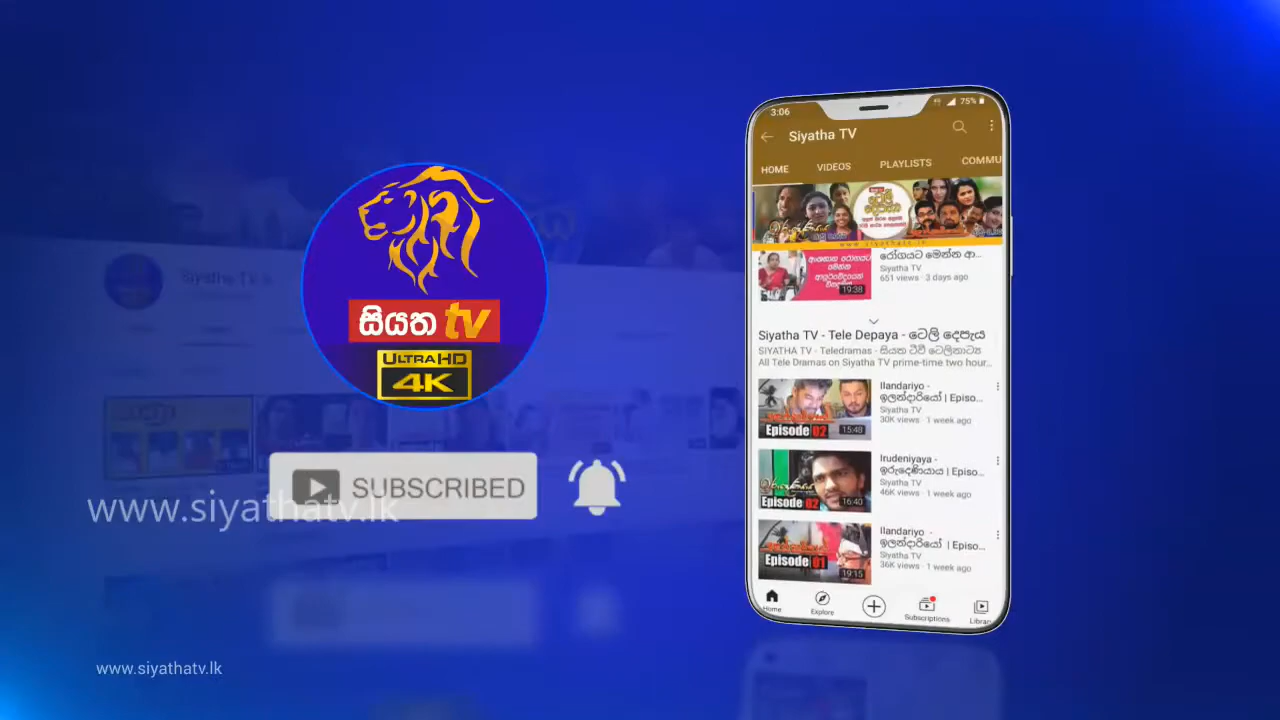 සියත tv
ULTRA HD
4K
SUBSCRIBED
www.siyathatv.lk
www.siyathatv.lk
Siyatha TV
3:06
75%
Siyatha TV
HOME VIDEOS PLAYLISTS COMMU
www.siyathatv.lk
රෝගයට මෙන්න ආ...
Siyatha TV
651 views · 3 days ago
19:38
Siyatha TV - Tele Depaya - ටෙලි දෙපැය
SIYATHA TV - Teledramas - සියත ටීවී ටෙලිනාට්‍ය
All Tele Dramas on Siyatha TV prime-time two hour...
Ilandariyo -
ඉලන්දාරියෝ | Episo...
Siyatha TV
30K views · 1 week ago
Episode 02
15:48
Irudeniyaya -
ඉරුදෙණියාය | Episo...
Siyatha TV
46K views · 1 week ago
Episode 02
16:40
Ilandariyo -
ඉලන්දාරියෝ | Episo...
Siyatha TV
36K views · 1 week ago
Episode 01
19:15
Home Explore Subscriptions Librar